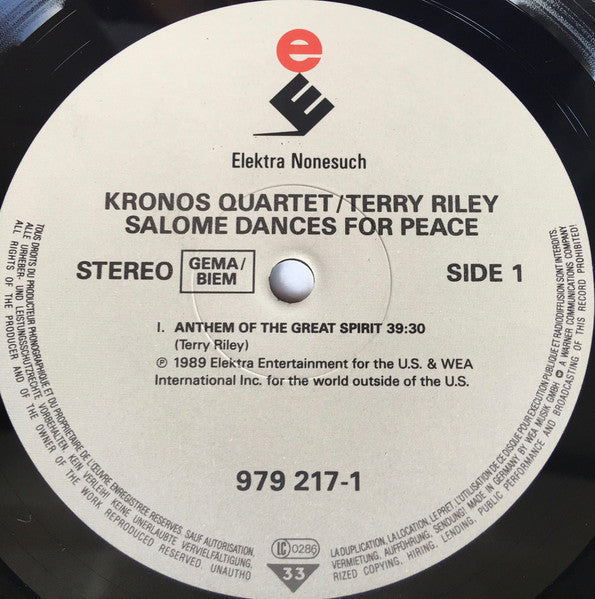 e
Elektra Nonesuch
KRONOS QUARTET/TERRY RILEY
SALOME DANCES FOR PEACE
STEREO GEMA/ BIEM SIDE 1
I. ANTHEM OF THE GREAT SPIRIT 39:30
(Terry Riley)
℗ 1989 Elektra Entertainment for the U.S. & WEA
International Inc. for the world outside of the U.S.
979 217-1
TOUS DROITS DU PRODUCTEUR PHONOGRAPHIQUE ET DU PROPRIETAIRE DE L'ŒUVRE ENREGISTREE RESERVES. SAUF AUTORISATION,
LA DUPLICATION, LA LOCATION, LE PRET, L'UTILISATION DE CE DISQUE POUR EXECUTION PUBLIQUE ET RADIODIFFUSION SONT INTERDITS.
ALLE URHEBER- UND LEISTUNGSSCHUTZRECHTE VORBEHALTEN. KEIN VERLEIH! KEINE UNERLAUBTE VERVIELFÄLTIGUNG,
VERMIETUNG, AUFFÜHRUNG, SENDUNG! MADE IN GERMANY BY WEA MUSIK GMBH A WARNER COMMUNICATIONS COMPANY
ALL RIGHTS OF THE PRODUCER AND OF THE OWNER OF THE WORK REPRODUCED RESERVED. UNAUTHO
RIZED COPYING, HIRING, LENDING, PUBLIC PERFORMANCE AND BROADCASTING OF THIS RECORD PROHIBITED!
LC 0286
33